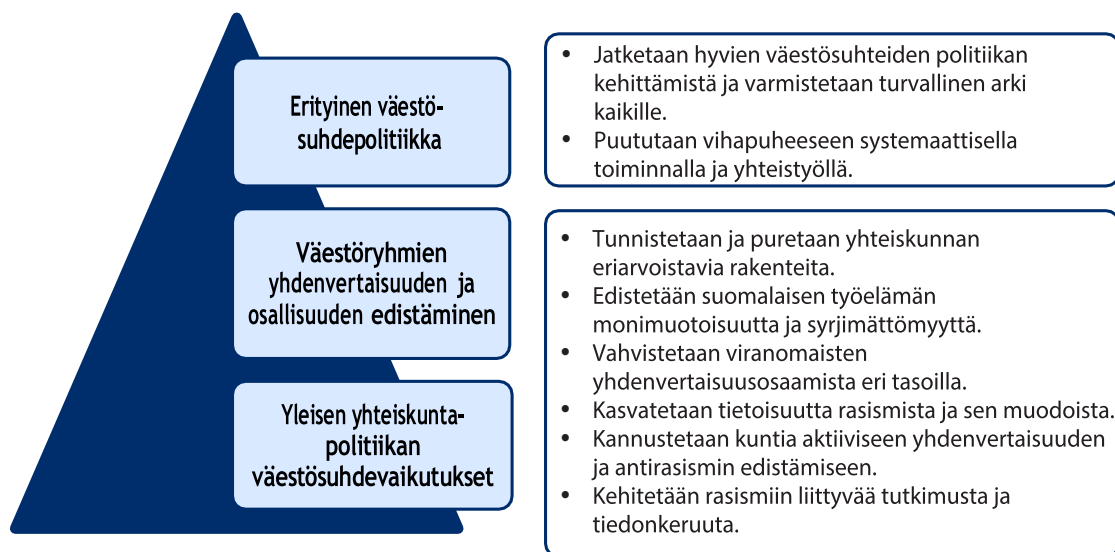 Erityinen väestö-
suhdepolitiikka
• Jatketaan hyvien väestösuhteiden politiikan
kehittämistä ja varmistetaan turvallinen arki
kaikille.
• Puututaan vihapuheeseen systemaattisella
toiminnalla ja yhteistyöllä.
Väestöryhmien
yhdenvertaisuuden ja
osallisuuden edistäminen
Yleisen yhteiskunta-
politiikan
väestösuhdevaikutukset
• Tunnistetaan ja puretaan yhteiskunnan
eriarvoistavia rakenteita.
• Edistetään suomalaisen työelämän
monimuotoisuutta ja syrjimättömyyttä.
• Vahvistetaan viranomaisten
yhdenvertaisuusosaamista eri tasoilla.
• Kasvatetaan tietoisuutta rasismista ja sen muodoista.
• Kannustetaan kuntia aktiiviseen yhdenvertaisuuden
ja antirasismin edistämiseen.
• Kehitetään rasismiin liittyvää tutkimusta ja
tiedonkeruuta.